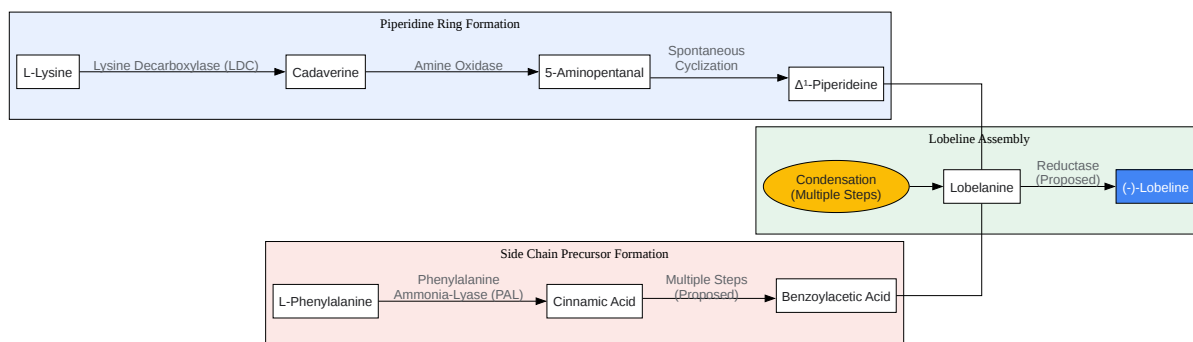 Piperidine Ring Formation
L-Lysine
Lysine Decarboxylase (LDC)
Cadaverine
Amine Oxidase
5-Aminopentanal
Spontaneous
Cyclization
Δ¹-Piperideine
Lobeline Assembly
Condensation
(Multiple Steps)
Lobelanine
Reductase
(Proposed)
(-)-Lobeline
Side Chain Precursor Formation
L-Phenylalanine
Phenylalanine
Ammonia-Lyase (PAL)
Cinnamic Acid
Multiple Steps
(Proposed)
Benzoylacetic Acid